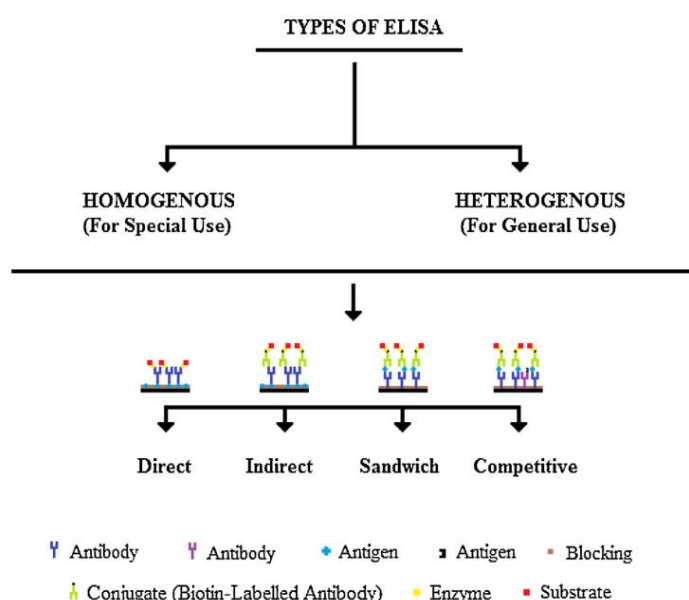 TYPES OF ELISA
HOMOGENOUS
(For Special Use)
HETEROGENOUS
(For General Use)
Direct
Indirect
Sandwich
Competitive
Antibody
Antibody
Antigen
Antigen
Blocking
Conjugate (Biotin-Labelled Antibody)
Enzyme
Substrate